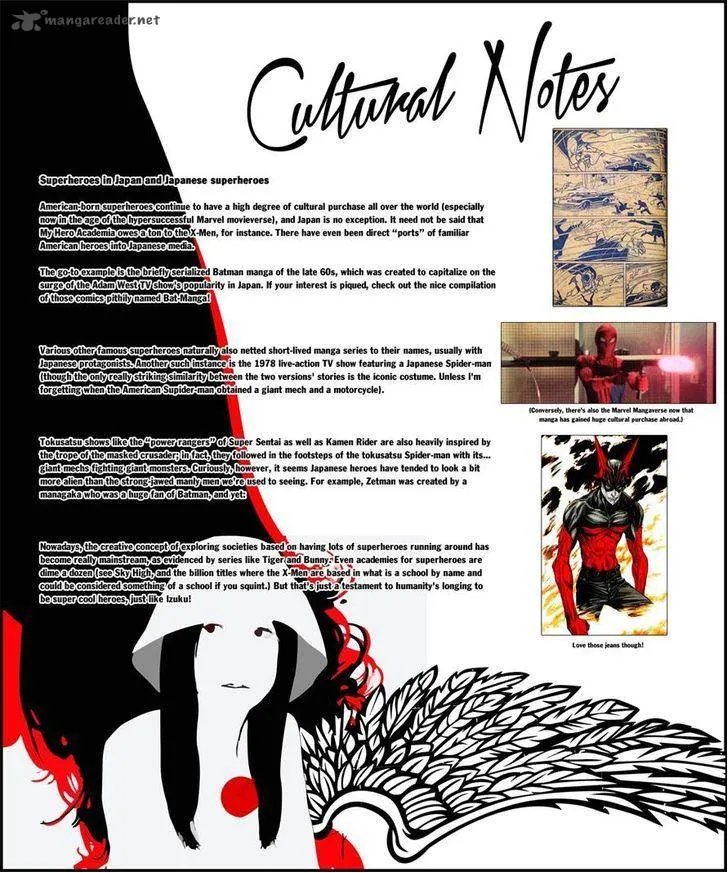 mangareader.net
Cultural Notes
Superheroes in Japan and Japanese superheroes
American-born superheroes continue to have a high degree of cultural purchase all over the world (especially
now in the age of the hypersuccessful Marvel movieverse), and Japan is no exception. It need not be said that
My Hero Academia owes a ton to the X-Men, for instance. There have even been direct “ports” of familiar
American heroes into Japanese media.
The go-to example is the briefly serialized Batman manga of the late 60s, which was created to capitalize on the
surge of the Adam West TV show's popularity in Japan. If your interest is piqued, check out the nice compilation
of those comics pithily named Bat-Manga!
Various other famous superheroes naturally also netted short-lived manga series to their names, usually with
Japanese protagonists. Another such instance is the 1978 live-action TV show featuring a Japanese Spider-man
(though the only really striking similarity between the two versions' stories is the iconic costume. Unless I'm
forgetting when the American Supider-man obtained a giant mech and a motorcycle).
(Conversely, there's also the Marvel Mangaverse now that
manga has gained huge cultural purchase abroad.)
Tokusatsu shows like the “power rangers” of Super Sentai as well as Kamen Rider are also heavily inspired by
the trope of the masked crusader; in fact, they followed in the footsteps of the tokusatsu Spider-man with its...
giant mechs fighting giant monsters. Curiously, however, it seems Japanese heroes have tended to look a bit
more alien than the strong-jawed manly men we're used to seeing. For example, Zetman was created by a
managaka who was a huge fan of Batman, and yet:
Nowadays, the creative concept of exploring societies based on having lots of superheroes running around has
become really mainstream, as evidenced by series like Tiger and Bunny. Even academies for superheroes are
dime a dozen (see Sky High, and the billion titles where the X-Men are based in what is a school by name and
could be considered something of a school if you squint.) But that's just a testament to humanity's longing to
be super cool heroes, just like Izuku!
Love those jeans though!